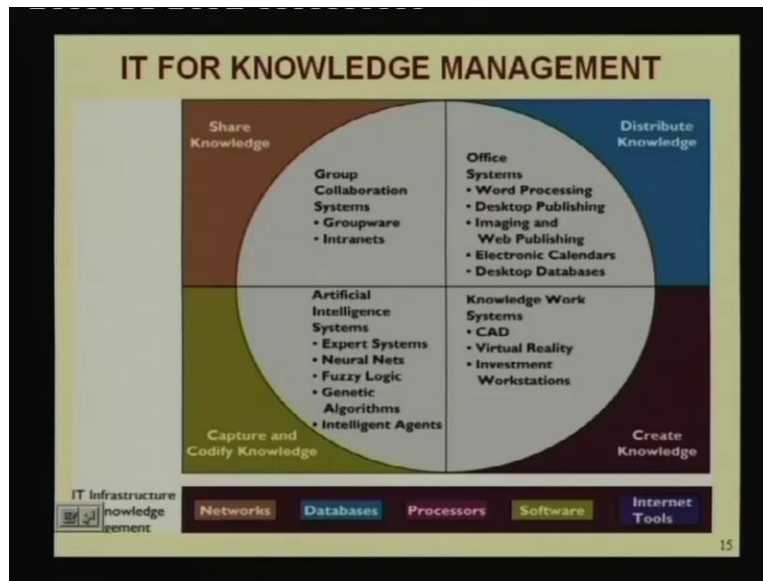 IT FOR KNOWLEDGE MANAGEMENT
Share
Knowledge
Group
Collaboration
Systems
• Groupware
• Intranets
Office
Systems
• Word Processing
• Desktop Publishing
• Imaging and
Web Publishing
• Electronic Calendars
• Desktop Databases
Distribute
Knowledge
Artificial
Intelligence
Systems
• Expert Systems
• Neural Nets
• Fuzzy Logic
• Genetic
Algorithms
• Intelligent Agents
Capture and
Codify Knowledge
Knowledge Work
Systems
• CAD
• Virtual Reality
• Investment
Workstations
Create
Knowledge
IT Infrastructure
nowledge
gement
Networks
Databases
Processors
Software
Internet
Tools
15